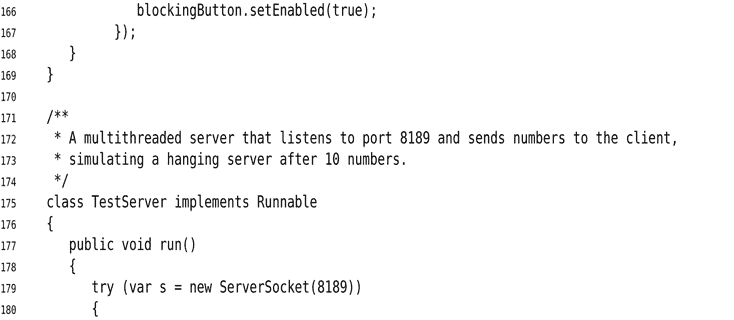 166 blockingButton.setEnabled(true);
167 });
168 }
169 }
170
171 /**
172 * A multithreaded server that listens to port 8189 and sends numbers to the client,
173 * simulating a hanging server after 10 numbers.
174 */
175 class TestServer implements Runnable
176 {
177 public void run()
178 {
179 try (var s = new ServerSocket(8189))
180 {